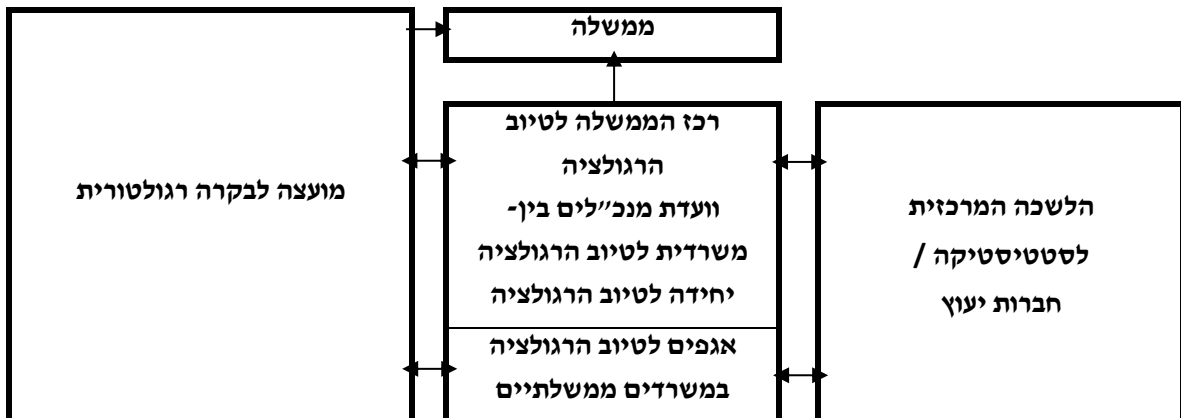 ממשלה
רכז הממשלה לטיוב
הרגולציה
וועדת מנכ״לים בין-
משרדית לטיוב הרגולציה
יחידה לטיוב הרגולציה
אגפים לטיוב הרגולציה
במשרדים ממשלתיים
מועצה לבקרה רגולטורית
הלשכה המרכזית
לסטטיסטיקה /
חברות יעוץ